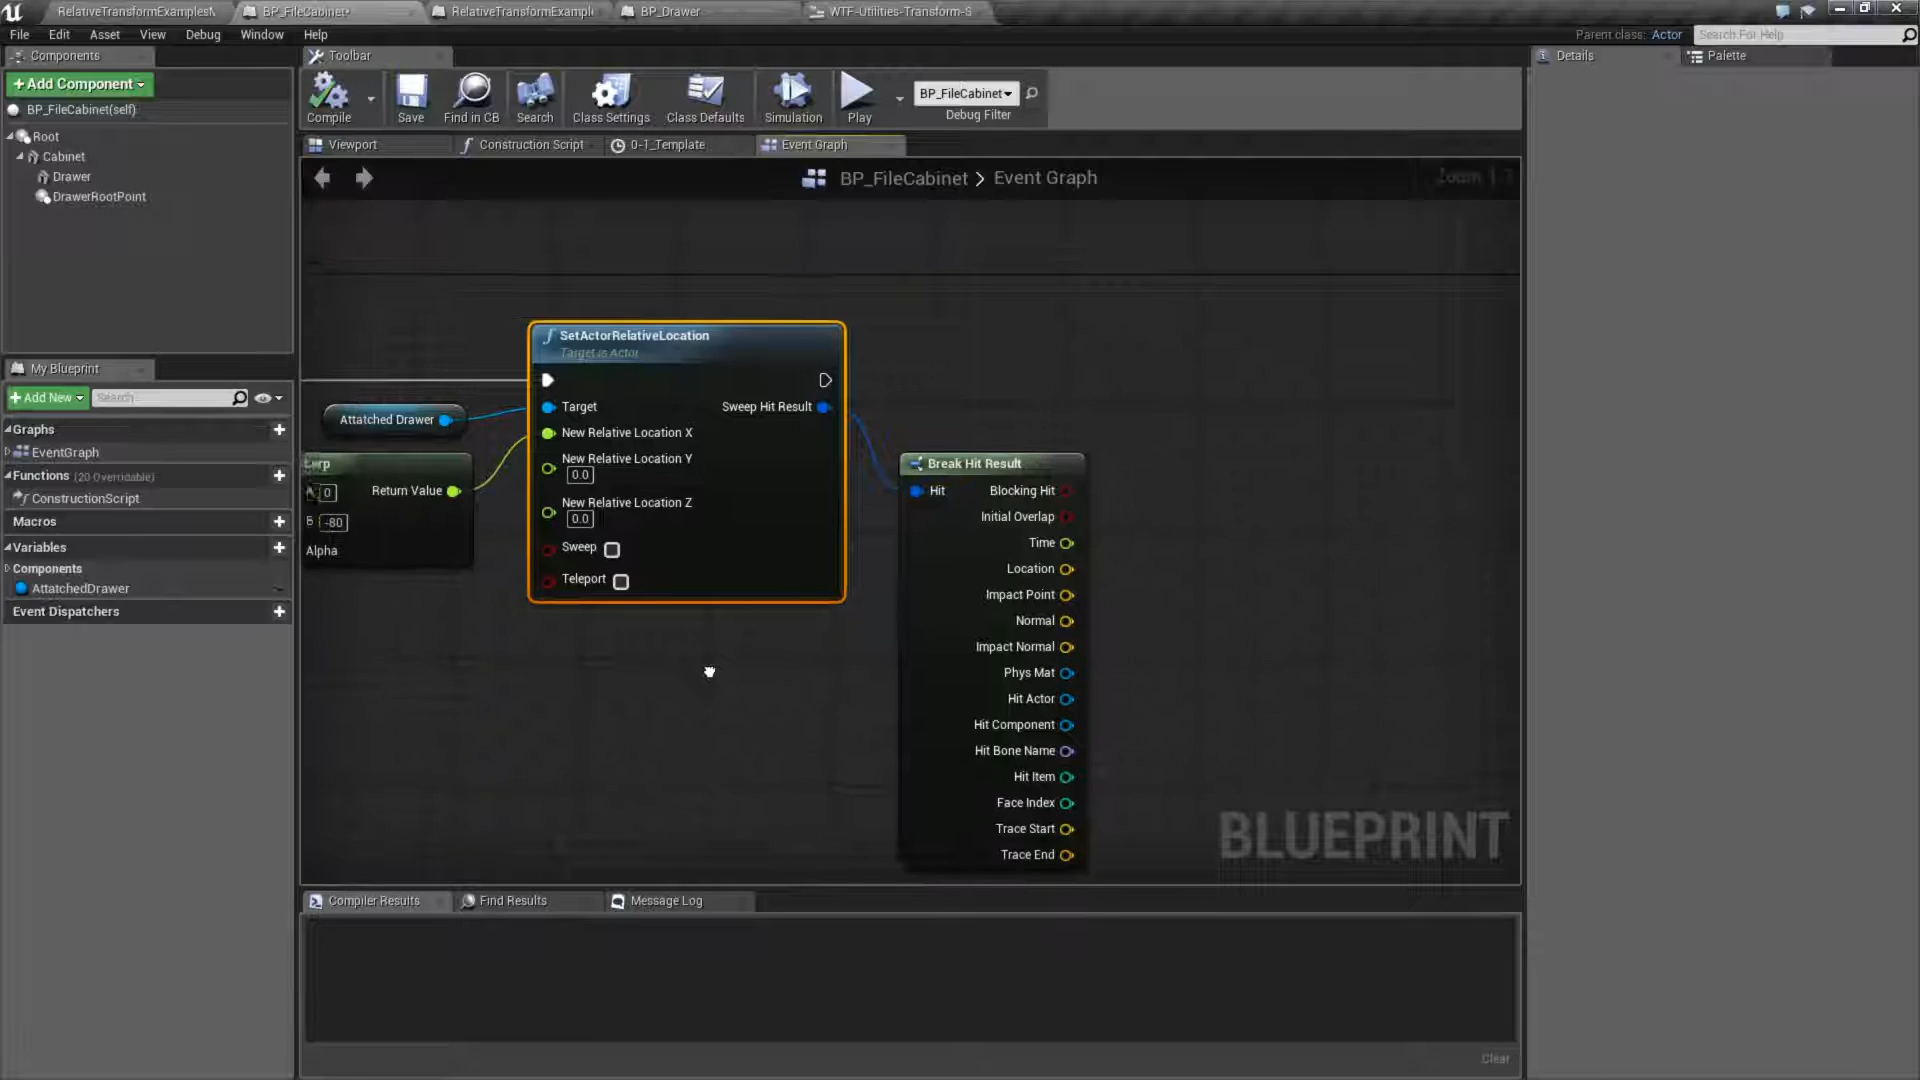 RelativeTransformExamplesM
BP_FileCabinet*
RelativeTransformExampl
BP_Drawer
WTF-Utilities-Transform-S
File Edit Asset View Debug Window Help
Parent class: Actor
Search For Help
Components
Toolbar
Details
Palette
+Add Component
BP_FileCabinet(self)
Compile
Save
Find in CB
Search
Class Settings
Class Defaults
Simulation
Play
BP_FileCabinet
Debug Filter
Root
Cabinet
Drawer
DrawerRootPoint
Viewport
Construction Script
0-1_Template
Event Graph
BP_FileCabinet > Event Graph
Zoom 1:1
SetActorRelativeLocation
Target is Actor
Target
Sweep Hit Result
New Relative Location X
New Relative Location Y
0.0
New Relative Location Z
0.0
Sweep
Teleport
Attatched Drawer
0
Return Value
B -80
Alpha
Break Hit Result
Hit
Blocking Hit
Initial Overlap
Time
Location
Impact Point
Normal
Impact Normal
Phys Mat
Hit Actor
Hit Component
Hit Bone Name
Hit Item
Face Index
Trace Start
Trace End
BLUEPRINT
My Blueprint
+Add New
Search
Graphs
EventGraph
Functions (20 Overridable)
ConstructionScript
Macros
Variables
Components
AttatchedDrawer
Event Dispatchers
Compiler Results
Find Results
Message Log
Clear